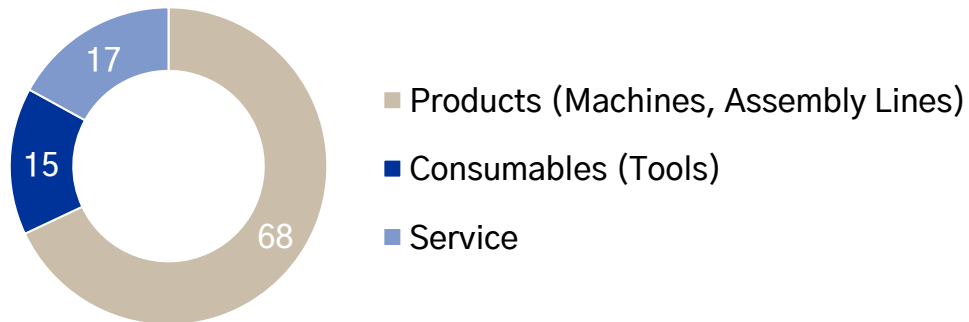 17
15
68
Products (Machines, Assembly Lines)
Consumables (Tools)
Service